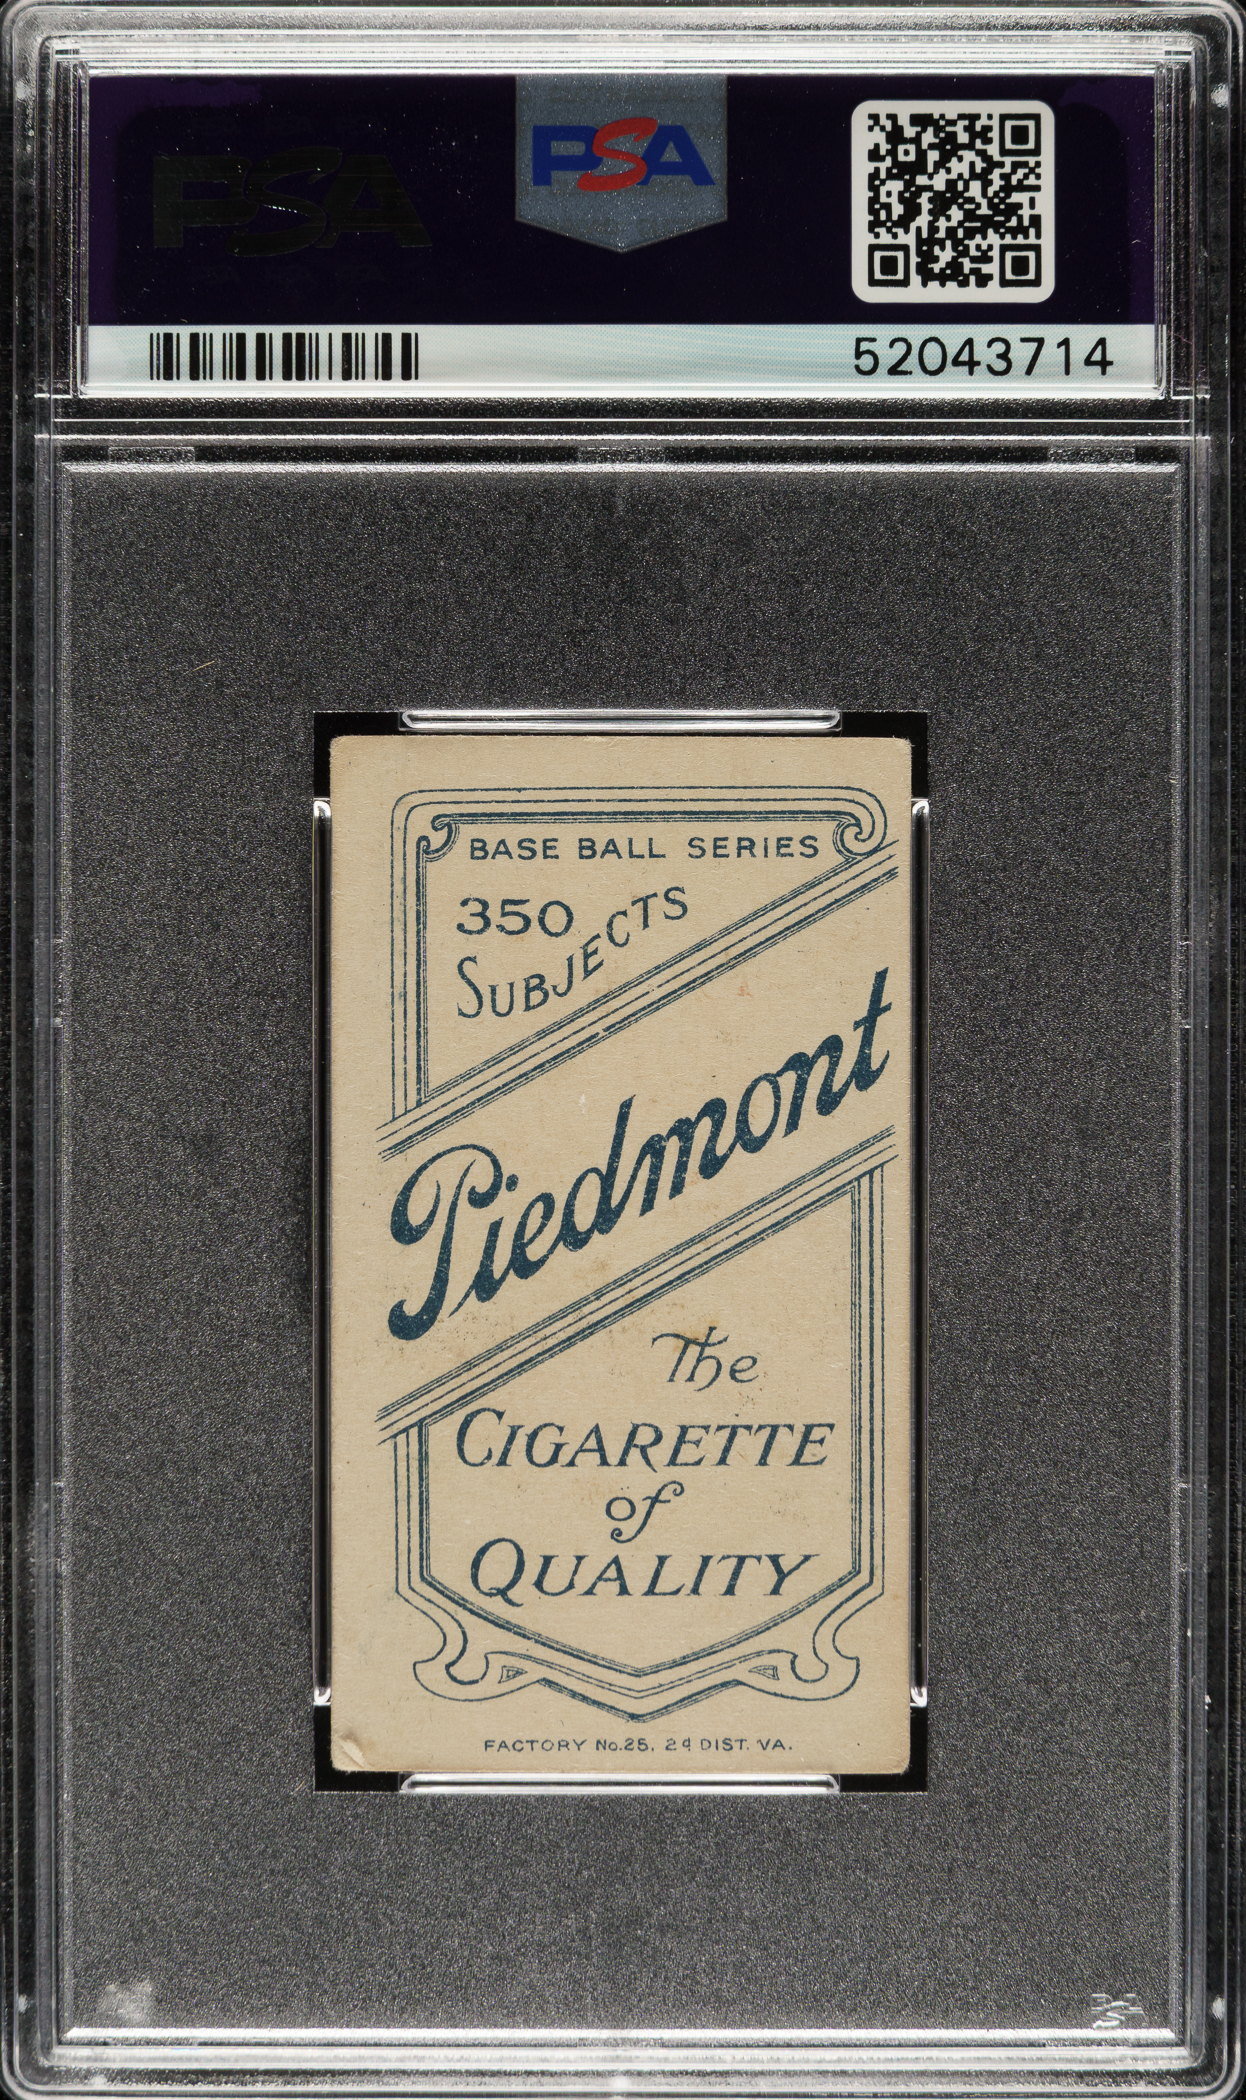 PSA
PSA
52043714
BASE BALL SERIES
350
SUBJECTS
Piedmont
The
CIGARETTE
of
QUALITY
FACTORY No.25. 2d DIST. VA.